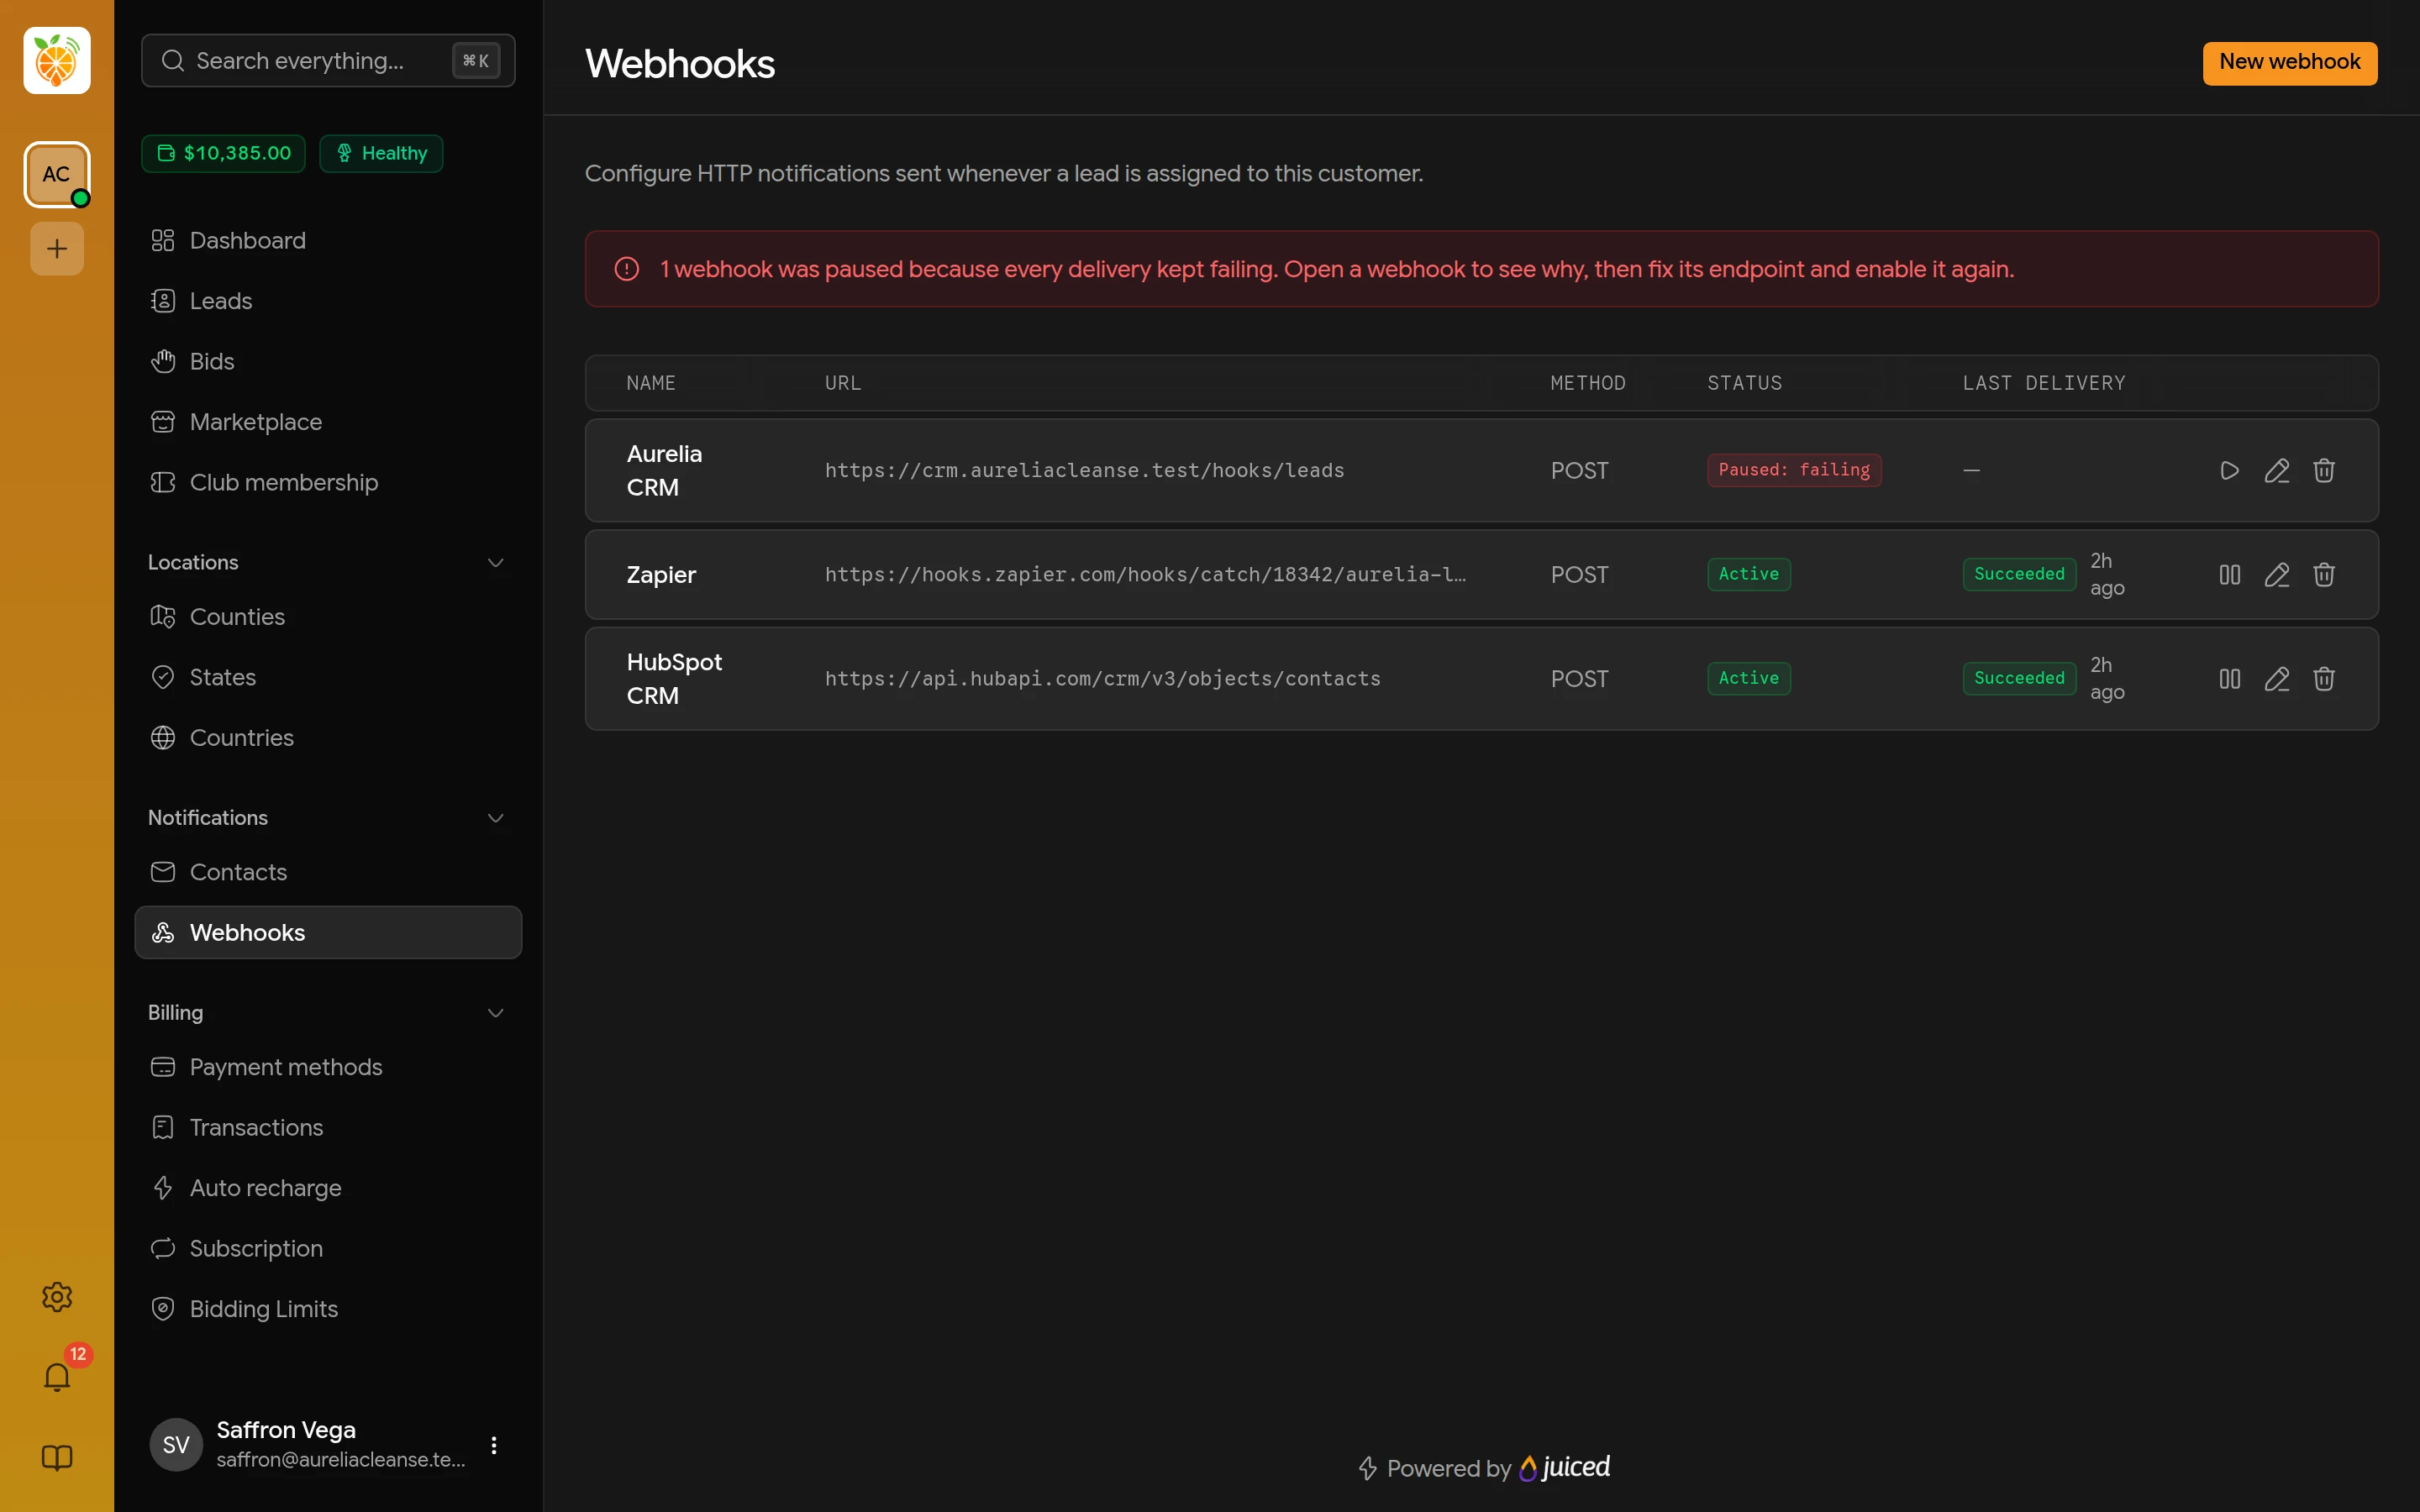 Search everything...
⌘K
AC
$10,385.00
Healthy
Dashboard
Leads
Bids
Marketplace
Club membership
Locations
Counties
States
Countries
Notifications
Contacts
Webhooks
Billing
Payment methods
Transactions
Auto recharge
Subscription
Bidding Limits
12
SV
Saffron Vega
saffron@aureliacleanse.te...
Webhooks
New webhook
Configure HTTP notifications sent whenever a lead is assigned to this customer.
1 webhook was paused because every delivery kept failing. Open a webhook to see why, then fix its endpoint and enable it again.
NAME URL METHOD STATUS LAST DELIVERY
Aurelia
CRM
https://crm.aureliacleanse.test/hooks/leads
POST
Paused: failing
—
Zapier
https://hooks.zapier.com/hooks/catch/18342/aurelia-l…
POST
Active
Succeeded
2h
ago
HubSpot
CRM
https://api.hubapi.com/crm/v3/objects/contacts
POST
Active
Succeeded
2h
ago
Powered by juiced